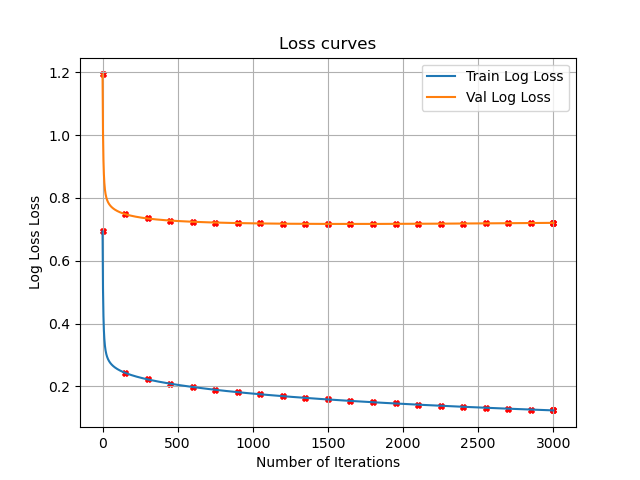 Loss curves
Train Log Loss
Val Log Loss
Log Loss Loss
1.2
1.0
0.8
0.6
0.4
0.2
0
500
1000
1500
2000
2500
3000
Number of Iterations